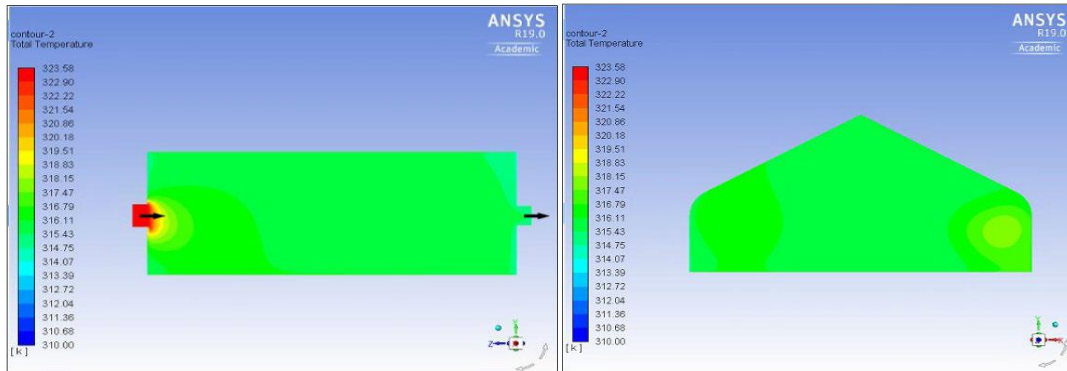 ANSYS
R19.0
Academic
contour-2
Total Temperature
323.58
322.90
322.22
321.54
320.86
320.18
319.51
318.83
318.15
317.47
316.79
316.11
315.43
314.75
314.07
313.39
312.71
312.04
311.36
310.68
310.00
[ k ]
Y
Z
ANSYS
R19.0
Academic
contour-2
Total Temperature
323.58
322.90
322.22
321.54
320.86
320.18
319.51
318.83
318.15
317.47
316.79
316.11
315.43
314.75
314.07
313.39
312.71
312.04
311.36
310.68
310.00
[ k ]
Y
X